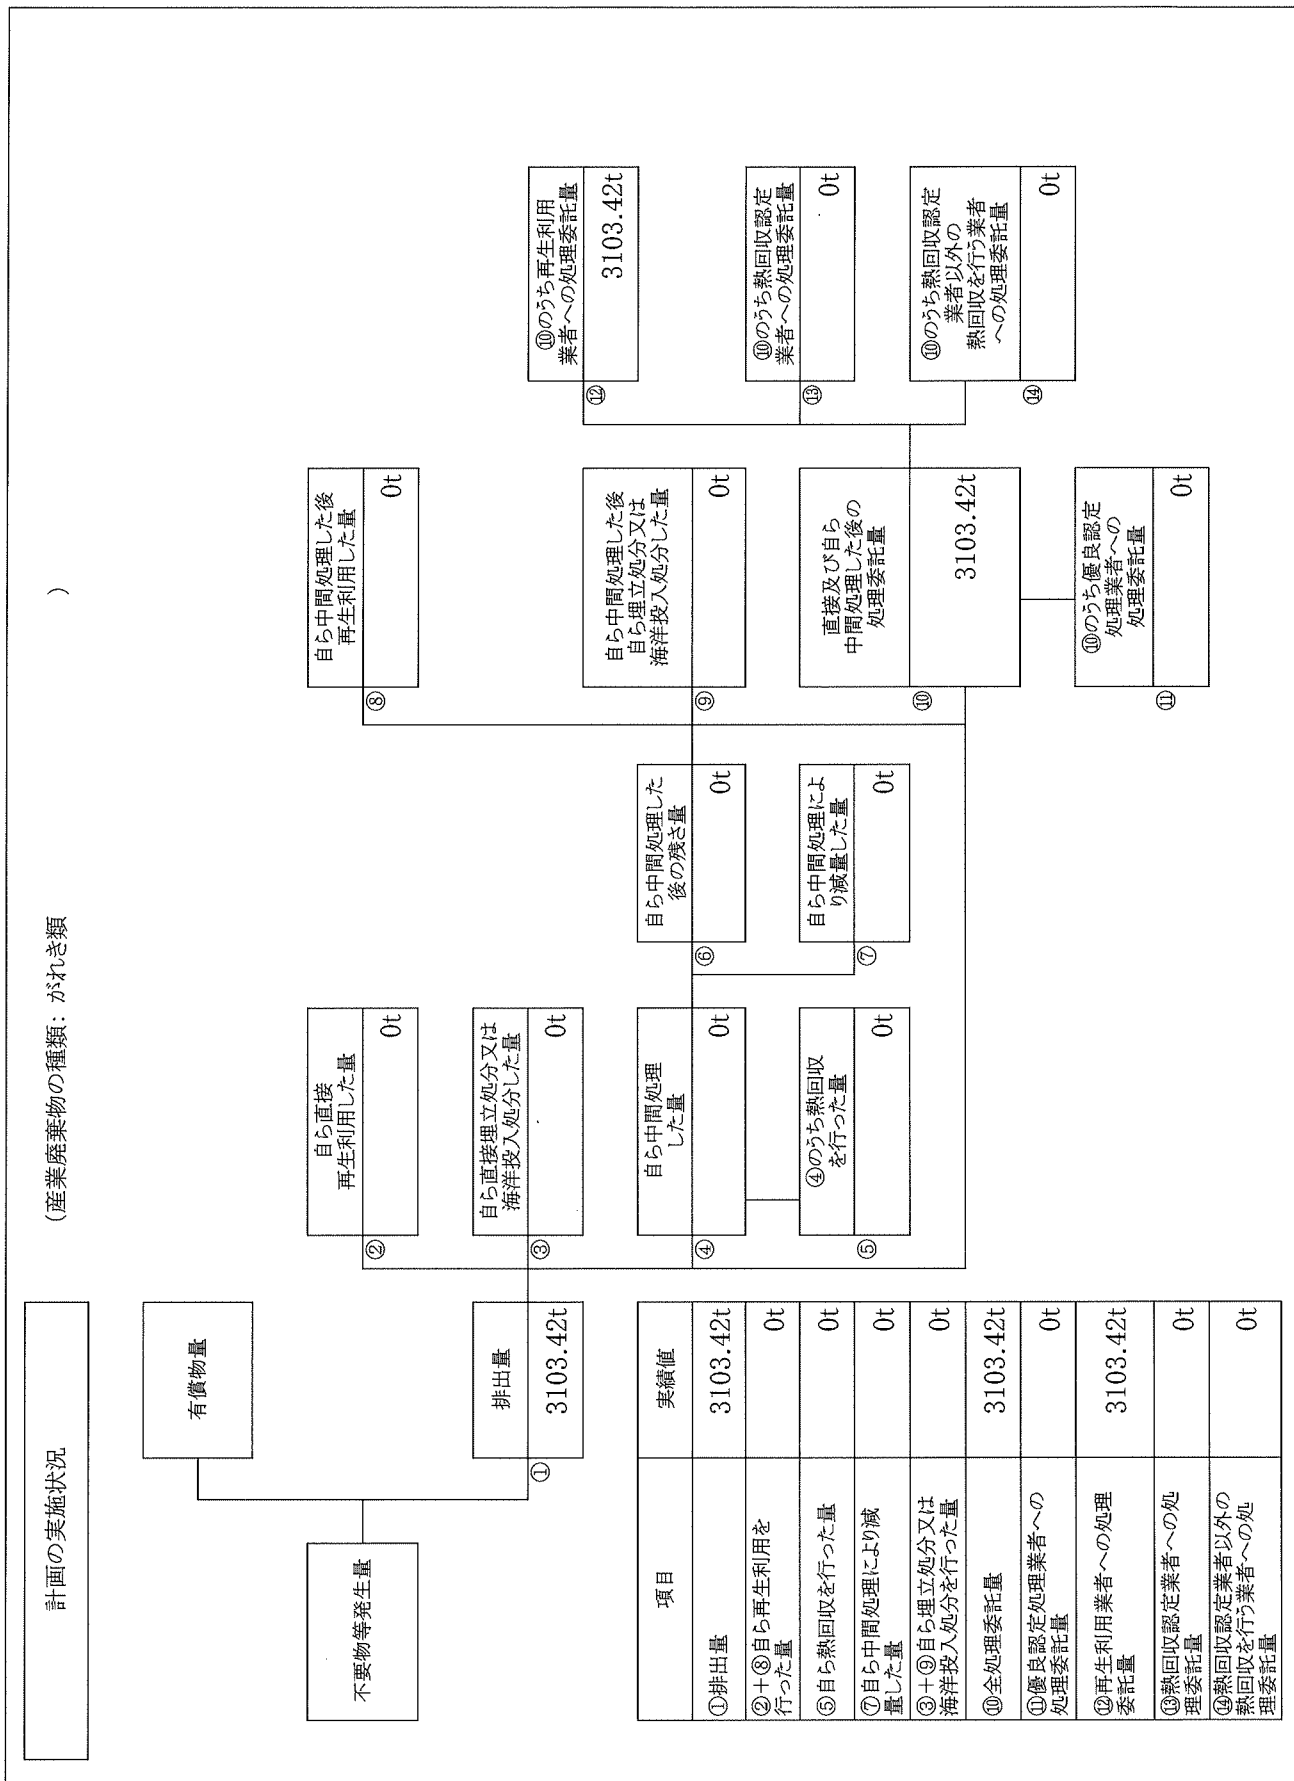 計画の実施状況
(産業廃棄物の種類: がれき類
)
不要物等発生量
有償物量
排出量
①
3103.42t
自ら直接
再生利用した量
②
0t
自ら直接埋立処分又は
海洋投入処分した量
③
0t
自ら中間処理
した量
④
0t
④のうち熱回収
を行った量
⑤
0t
自ら中間処理した
後の残さ量
⑥
0t
自ら中間処理によ
り減量した量
⑦
0t
自ら中間処理した後
再生利用した量
⑧
0t
自ら中間処理した後
自ら埋立処分又は
海洋投入処分した量
⑨
0t
直接及び自ら
中間処理した後の
処理委託量
⑩
3103.42t
⑩のうち優良認定
処理業者への
処理委託量
⑪
0t
⑩のうち再生利用
業者への処理委託量
⑫
3103.42t
⑩のうち熱回収認定
業者への処理委託量
⑬
0t
⑩のうち熱回収認定
業者以外の
熱回収を行う業者
への処理委託量
⑭
0t
項目
実績値
①排出量
3103.42t
②+⑧自ら再生利用を
行った量
0t
⑤自ら熱回収を行った量
0t
⑦自ら中間処理により減
量した量
0t
③+⑨自ら埋立処分又は
海洋投入処分を行った量
0t
⑩全処理委託量
3103.42t
⑪優良認定処理業者への
処理委託量
0t
⑫再生利用業者への処理
委託量
3103.42t
⑬熱回収認定業者への処
理委託量
0t
⑭熱回収認定業者以外の
熱回収を行う業者への処
理委託量
0t